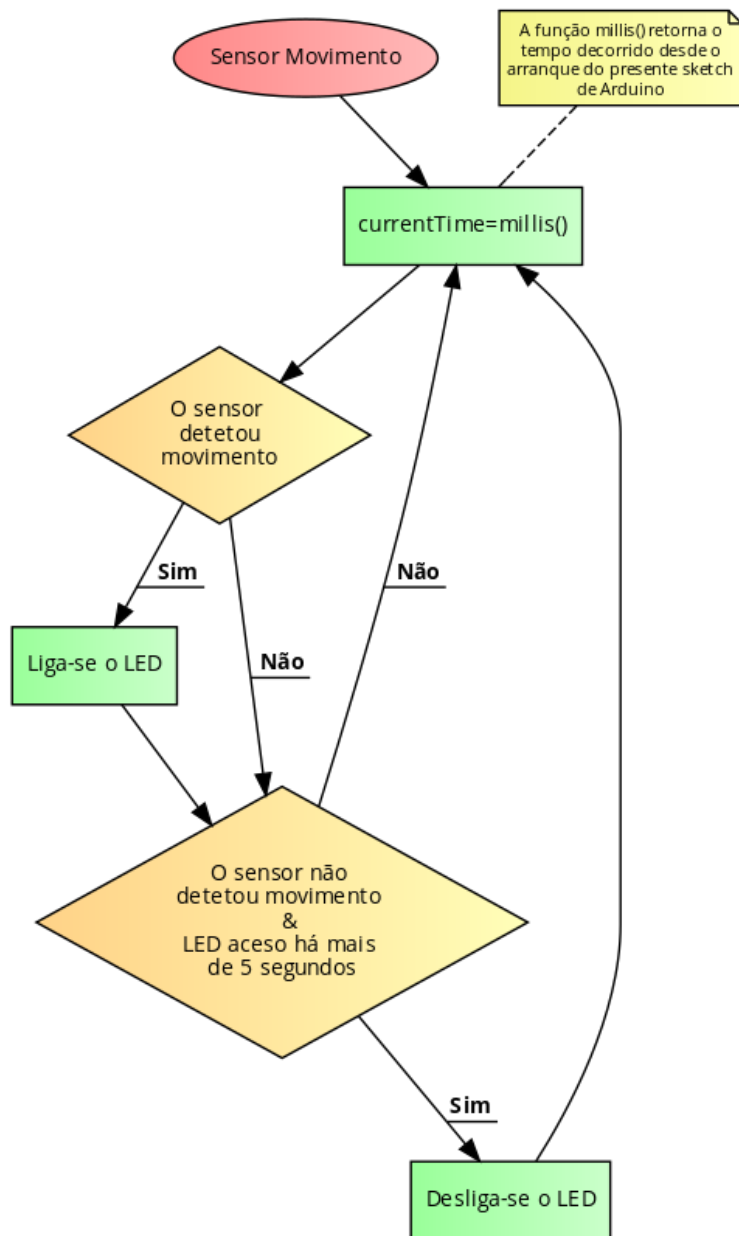 Sensor Movimento
A função millis() retorna o
tempo decorrido desde o
arranque do presente sketch
de Arduino
currentTime=millis()
O sensor
detetou
movimento
Sim
Não
Não
Liga-se o LED
O sensor não
detetou movimento
&
LED aceso há mais
de 5 segundos
Sim
Desliga-se o LED